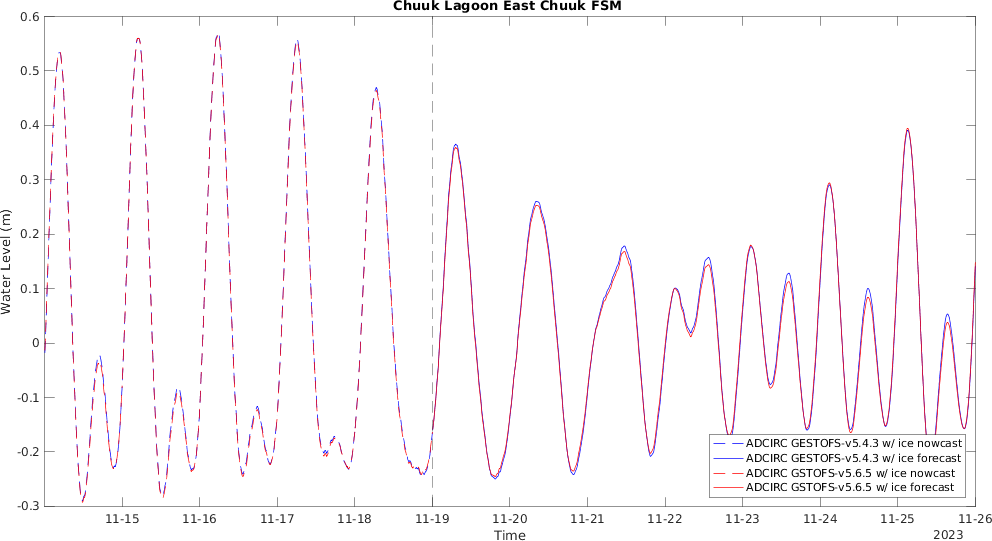 Chuuk Lagoon East Chuuk FSM
0.6
0.5
0.4
0.3
0.2
0.1
0
-0.1
-0.2
-0.3
Water Level (m)
ADCIRC GESTOFS-v5.4.3 w/ ice nowcast
ADCIRC GESTOFS-v5.4.3 w/ ice forecast
ADCIRC GSTOFS-v5.6.5 w/ ice nowcast
ADCIRC GSTOFS-v5.6.5 w/ ice forecast
11-15 11-16 11-17 11-18 11-19 11-20 11-21 11-22 11-23 11-24 11-25 11-26
Time
2023